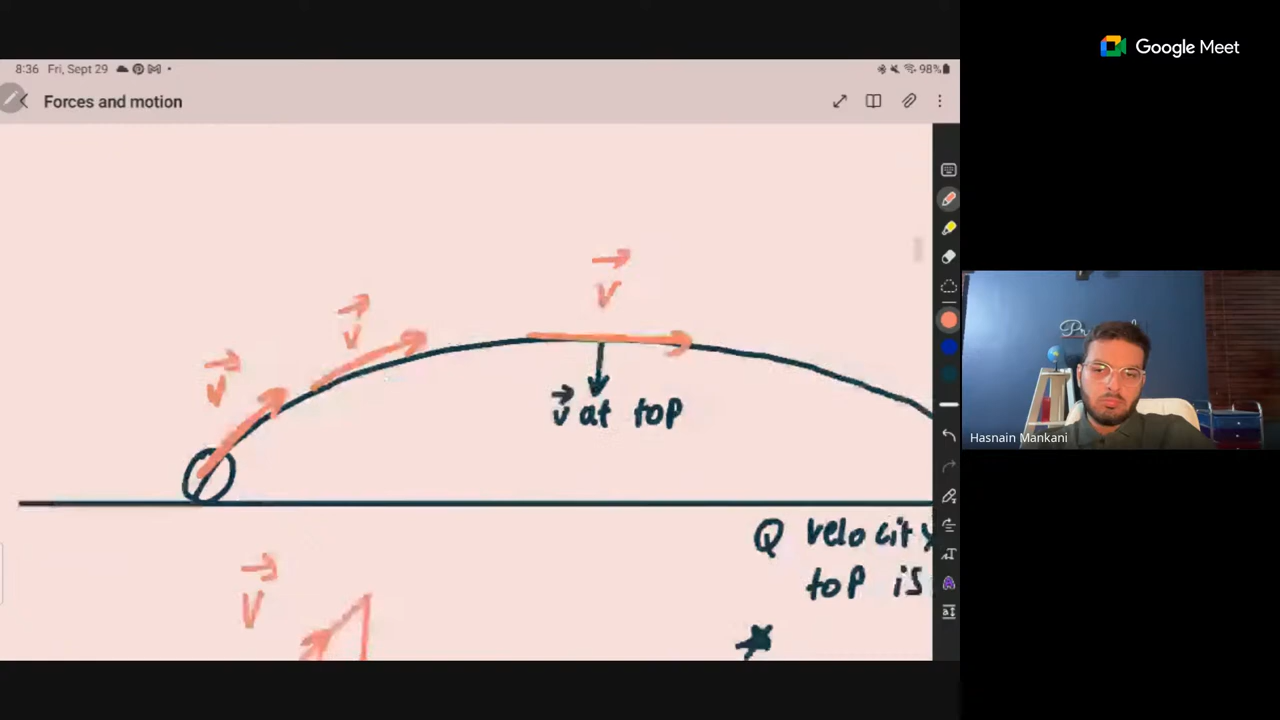 Google Meet
8:36 Fri, Sept 29
98%
Forces and motion
v
v
v
v at top
Q velocity
top is
v
Hasnain Mankani